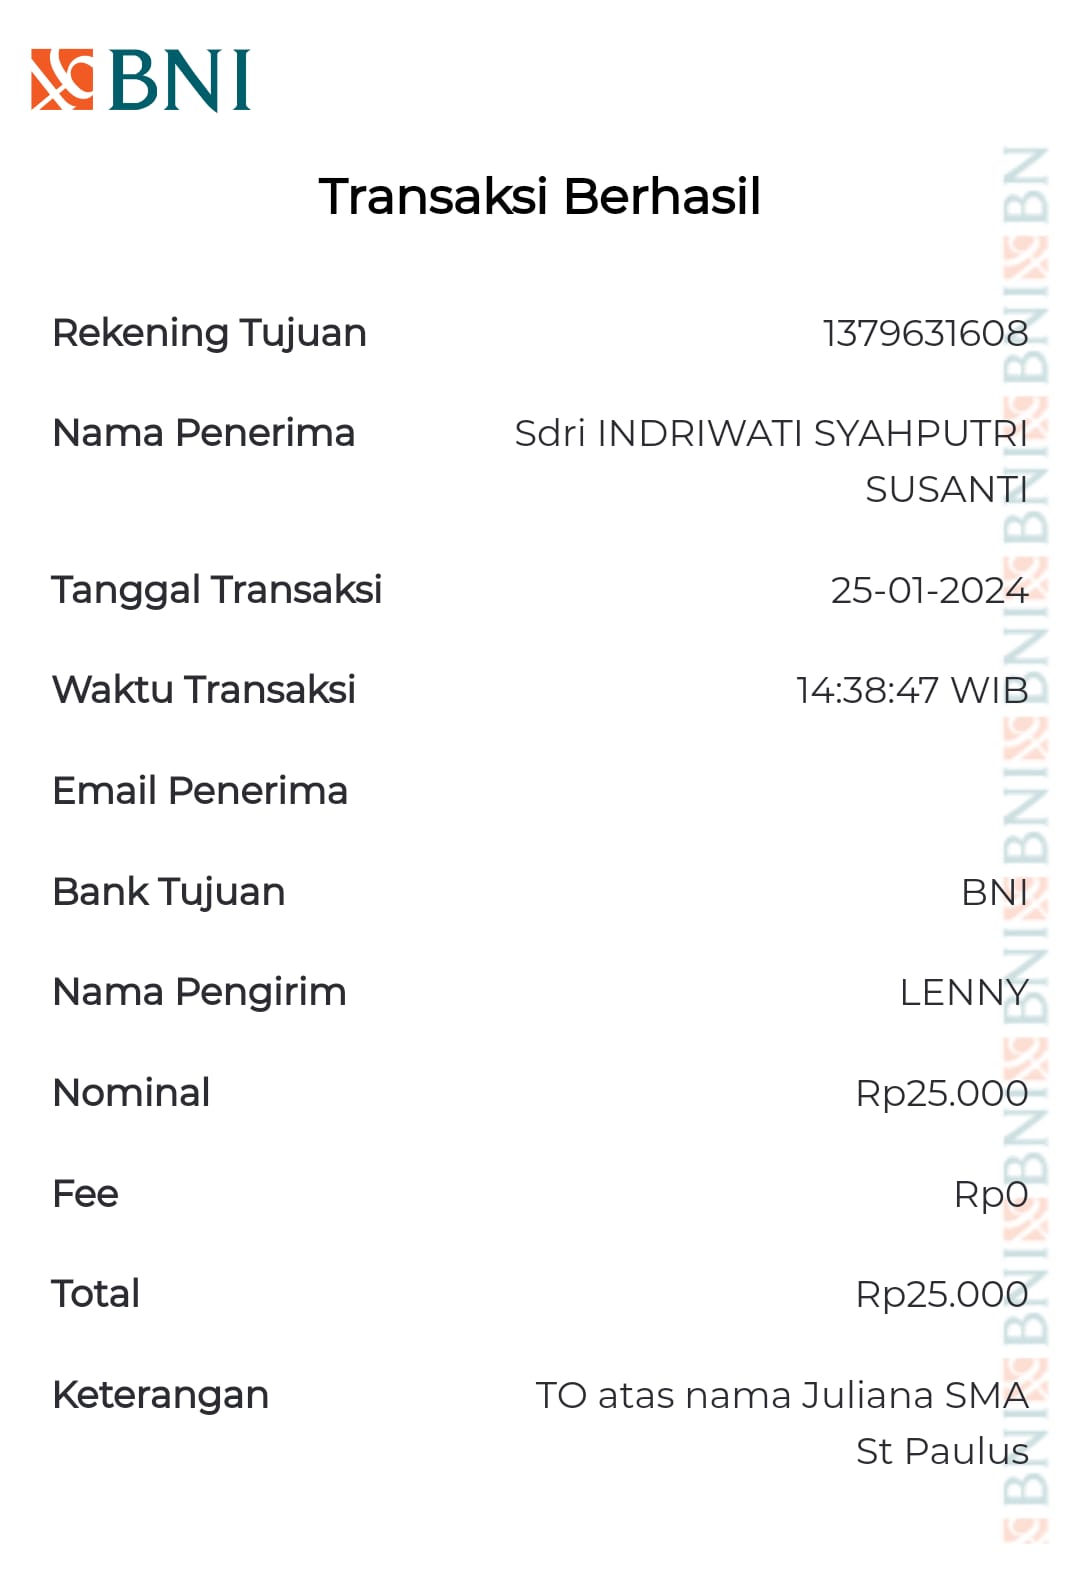 BNI
Transaksi Berhasil
Rekening Tujuan 1379631608
Nama Penerima Sdri INDRIWATI SYAHPUTRI
SUSANTI
Tanggal Transaksi 25-01-2024
Waktu Transaksi 14:38:47 WIB
Email Penerima
Bank Tujuan BNI
Nama Pengirim LENNY
Nominal Rp25.000
Fee Rp0
Total Rp25.000
Keterangan TO atas nama Juliana SMA
St Paulus
BNI BNI BNI BNI BNI BNI BNI BNI BN